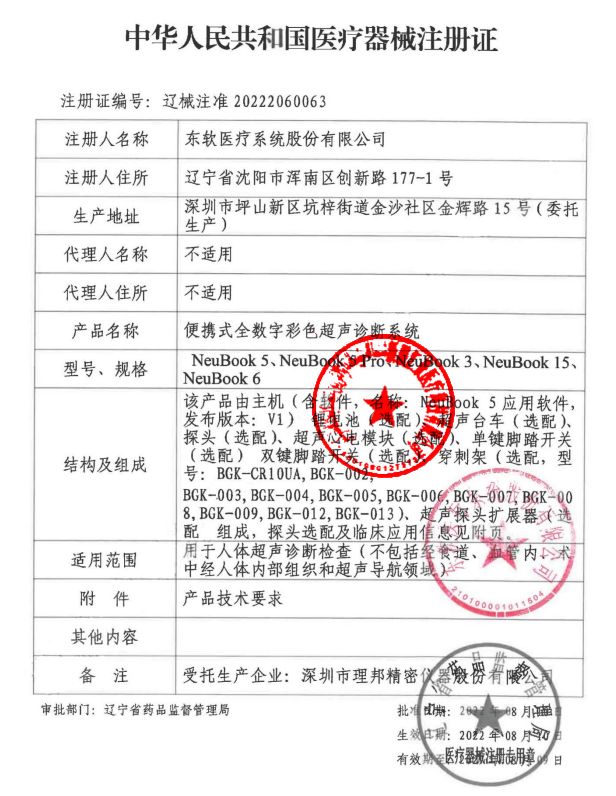 中华人民共和国医疗器械注册证
注册证编号：辽械注准 20222060063
注册人名称 东软医疗系统股份有限公司
注册人住所 辽宁省沈阳市浑南区创新路 177-1 号
生产地址 深圳市坪山新区坑梓街道金沙社区金辉路 15 号（委托
生产）
代理人名称 不适用
代理人住所 不适用
产品名称 便携式全数字彩色超声诊断系统
型号、规格 NeuBook 5、NeuBook Pro、NeuBook 3、NeuBook 15、
NeuBook 6
结构及组成 该产品由主机（含软件，名称：NeuBook 5 应用软件，
发布版本：V1） 锂电池（选配） 超声台车（选配）、
探头（选配）、超声心电模块（选配）、单键脚踏开关
（选配） 双键脚踏开关（选配） 穿刺架（选配，型
号：BGK-CR10UA, BGK-002,
BGK-003, BGK-004, BGK-005, BGK-006, BGK-007, BGK-00
8, BGK-009, BGK-012, BGK-013）、超声探头扩展器（选
配 组成，探头选配及临床应用信息见附页。
适用范围 用于人体超声诊断检查（不包括经食道、血管内、术
中经人体内部组织和超声导航领域）
附 件 产品技术要求
其他内容
备 注 受托生产企业：深圳市理邦精密仪器股份有限公司
审批部门：辽宁省药品监督管理局
批准日期：2022 年 08 月 日
生效日期：2022 年 08 月 日
有效期至 08 月 09 日
医疗器械注册专用章
2101000010011504